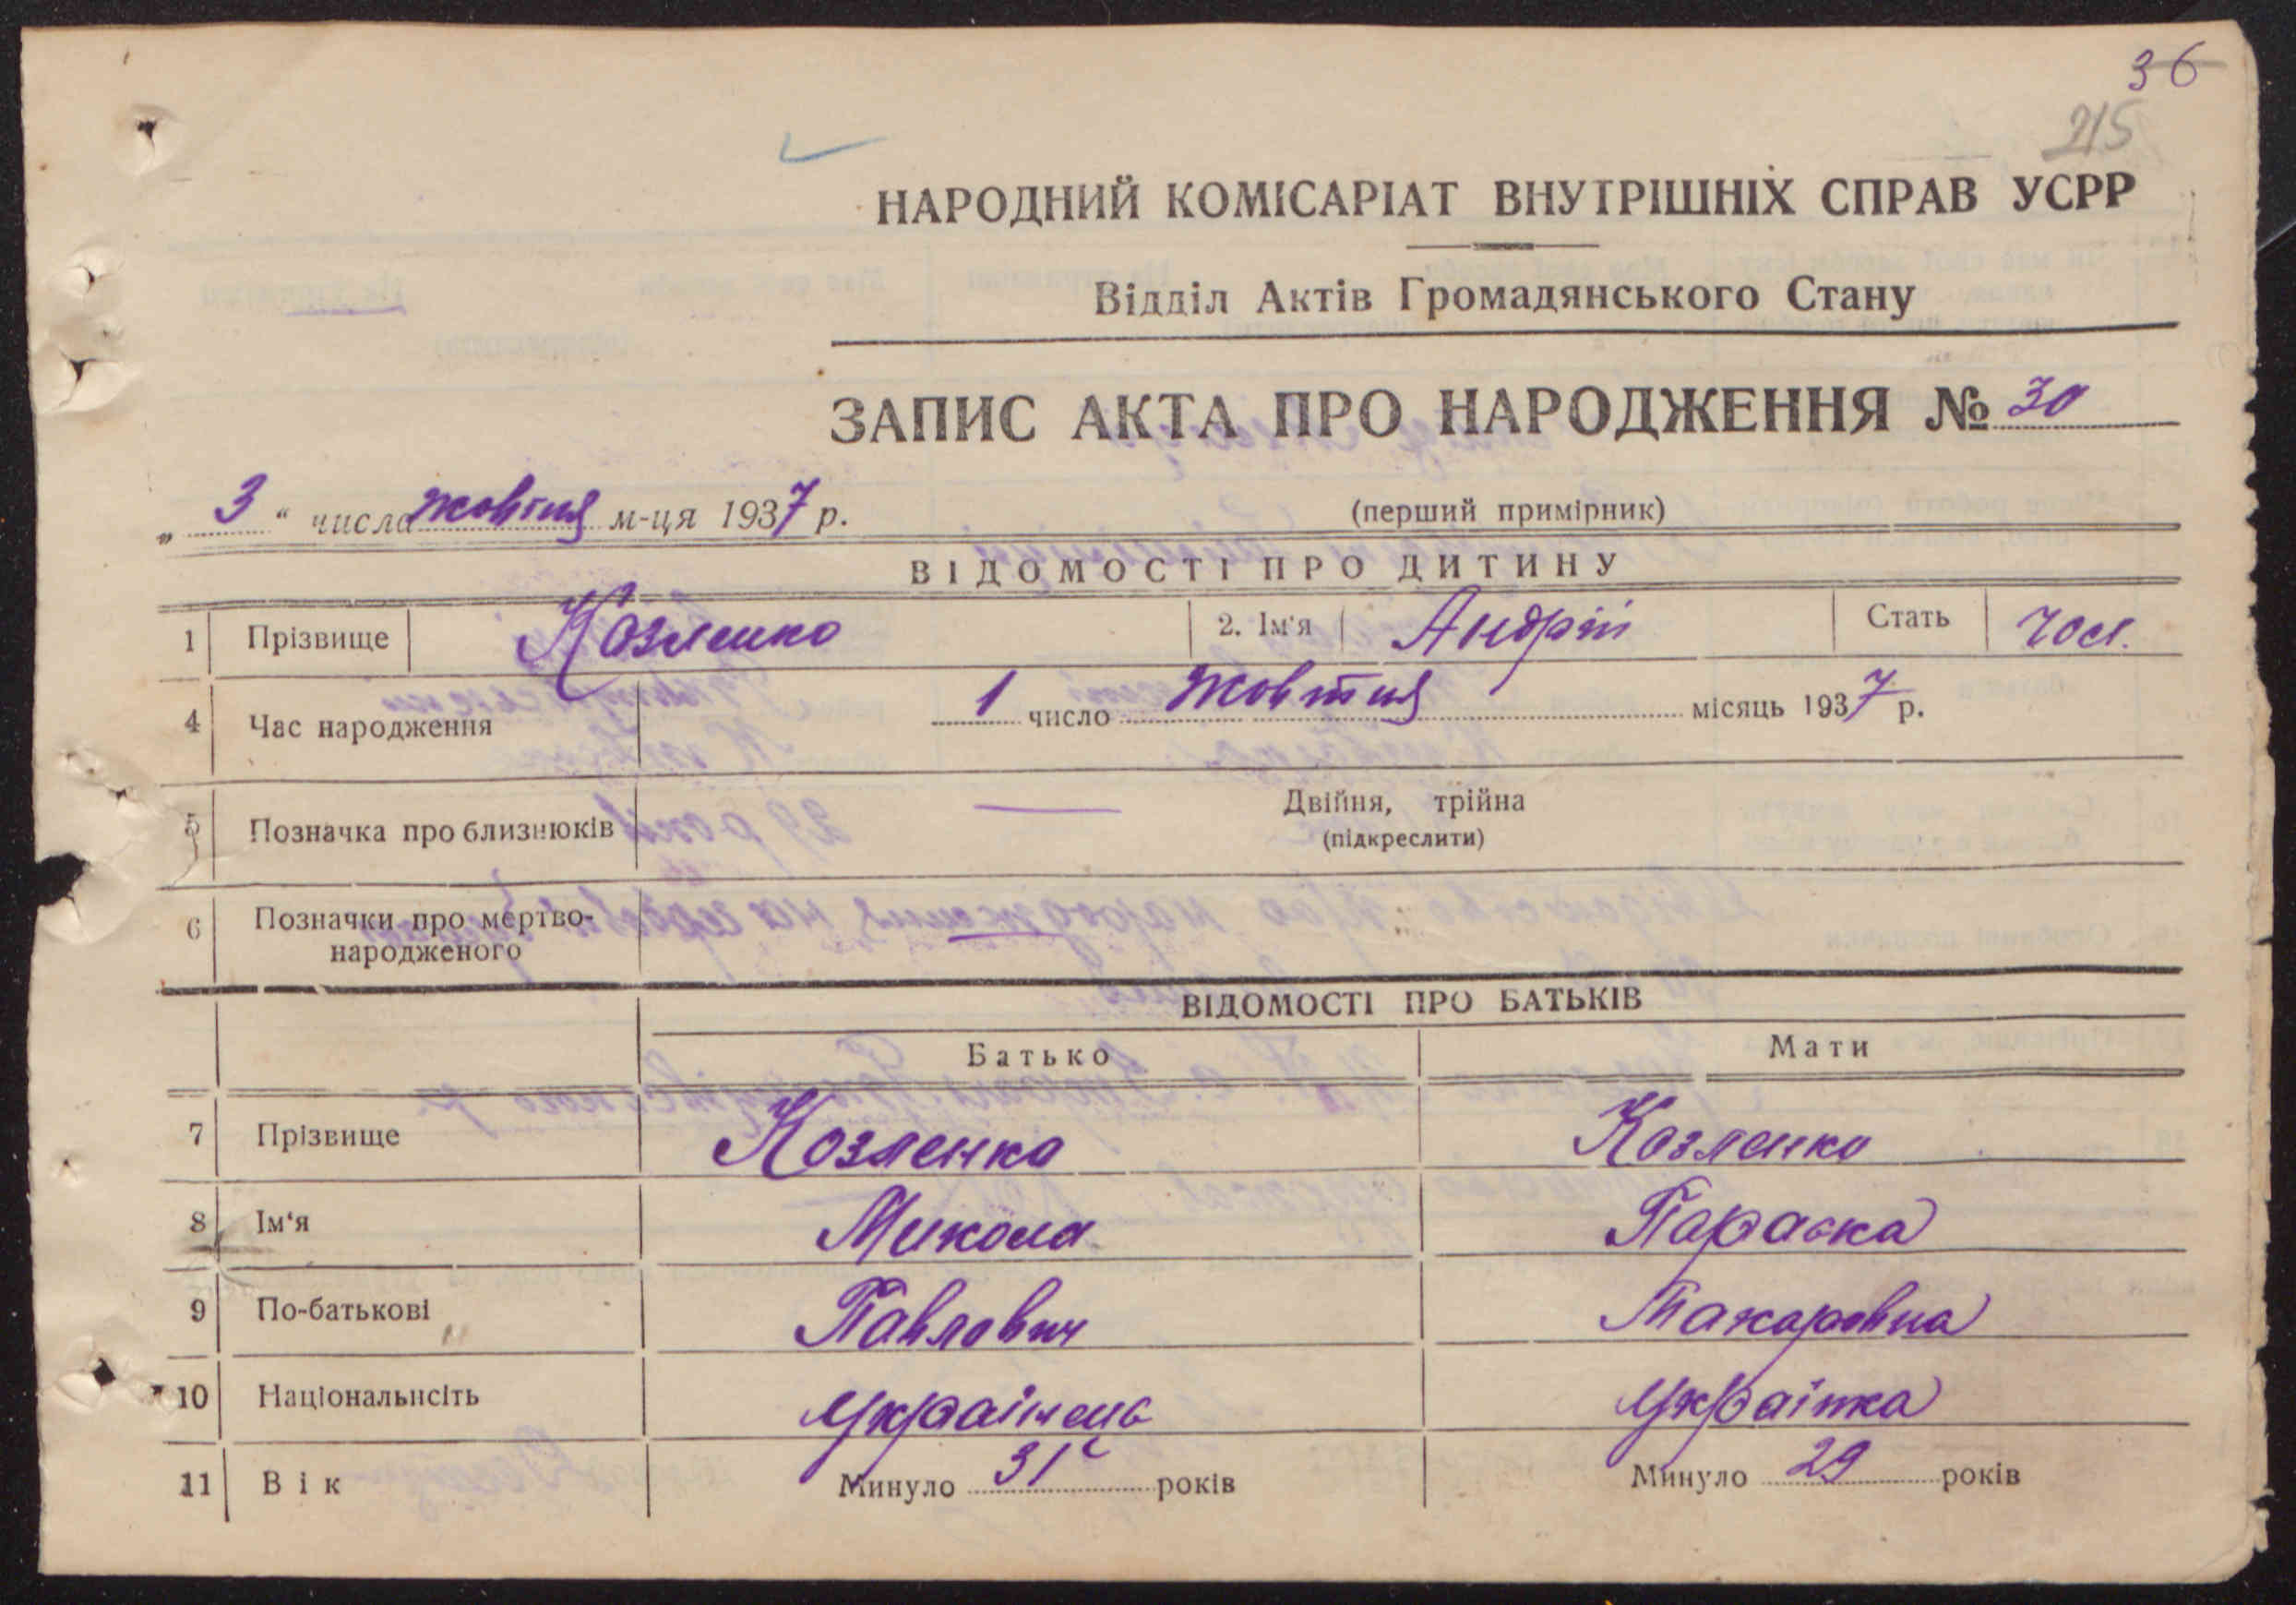 36
215
НАРОДНИЙ КОМІСАРІАТ ВНУТРІШНІХ СПРАВ УСРР
Відділ Актів Громадянського Стану
ЗАПИС АКТА ПРО НАРОДЖЕННЯ № 30
„ 3 “ числа жовтня м-ця 1937 р.
(перший примірник)
ВІДОМОСТІ ПРО ДИТИНУ
1 Прізвище Козленко 2. Ім'я Андрій Стать чол.
4 Час народження 1 число жовтня місяць 1937 р.
5 Позначка про близнюків — Двійня, трійна
(підкреслити)
6 Позначки про мертво-
народженого
ВІДОМОСТІ ПРО БАТЬКІВ
Батько Мати
7 Прізвище Козленко Козленко
8 Ім‘я Микола Параска
9 По-батькові Павлович Макаровна
10 Національність українець українка
11 Вік Минуло 31 років Минуло 29 років